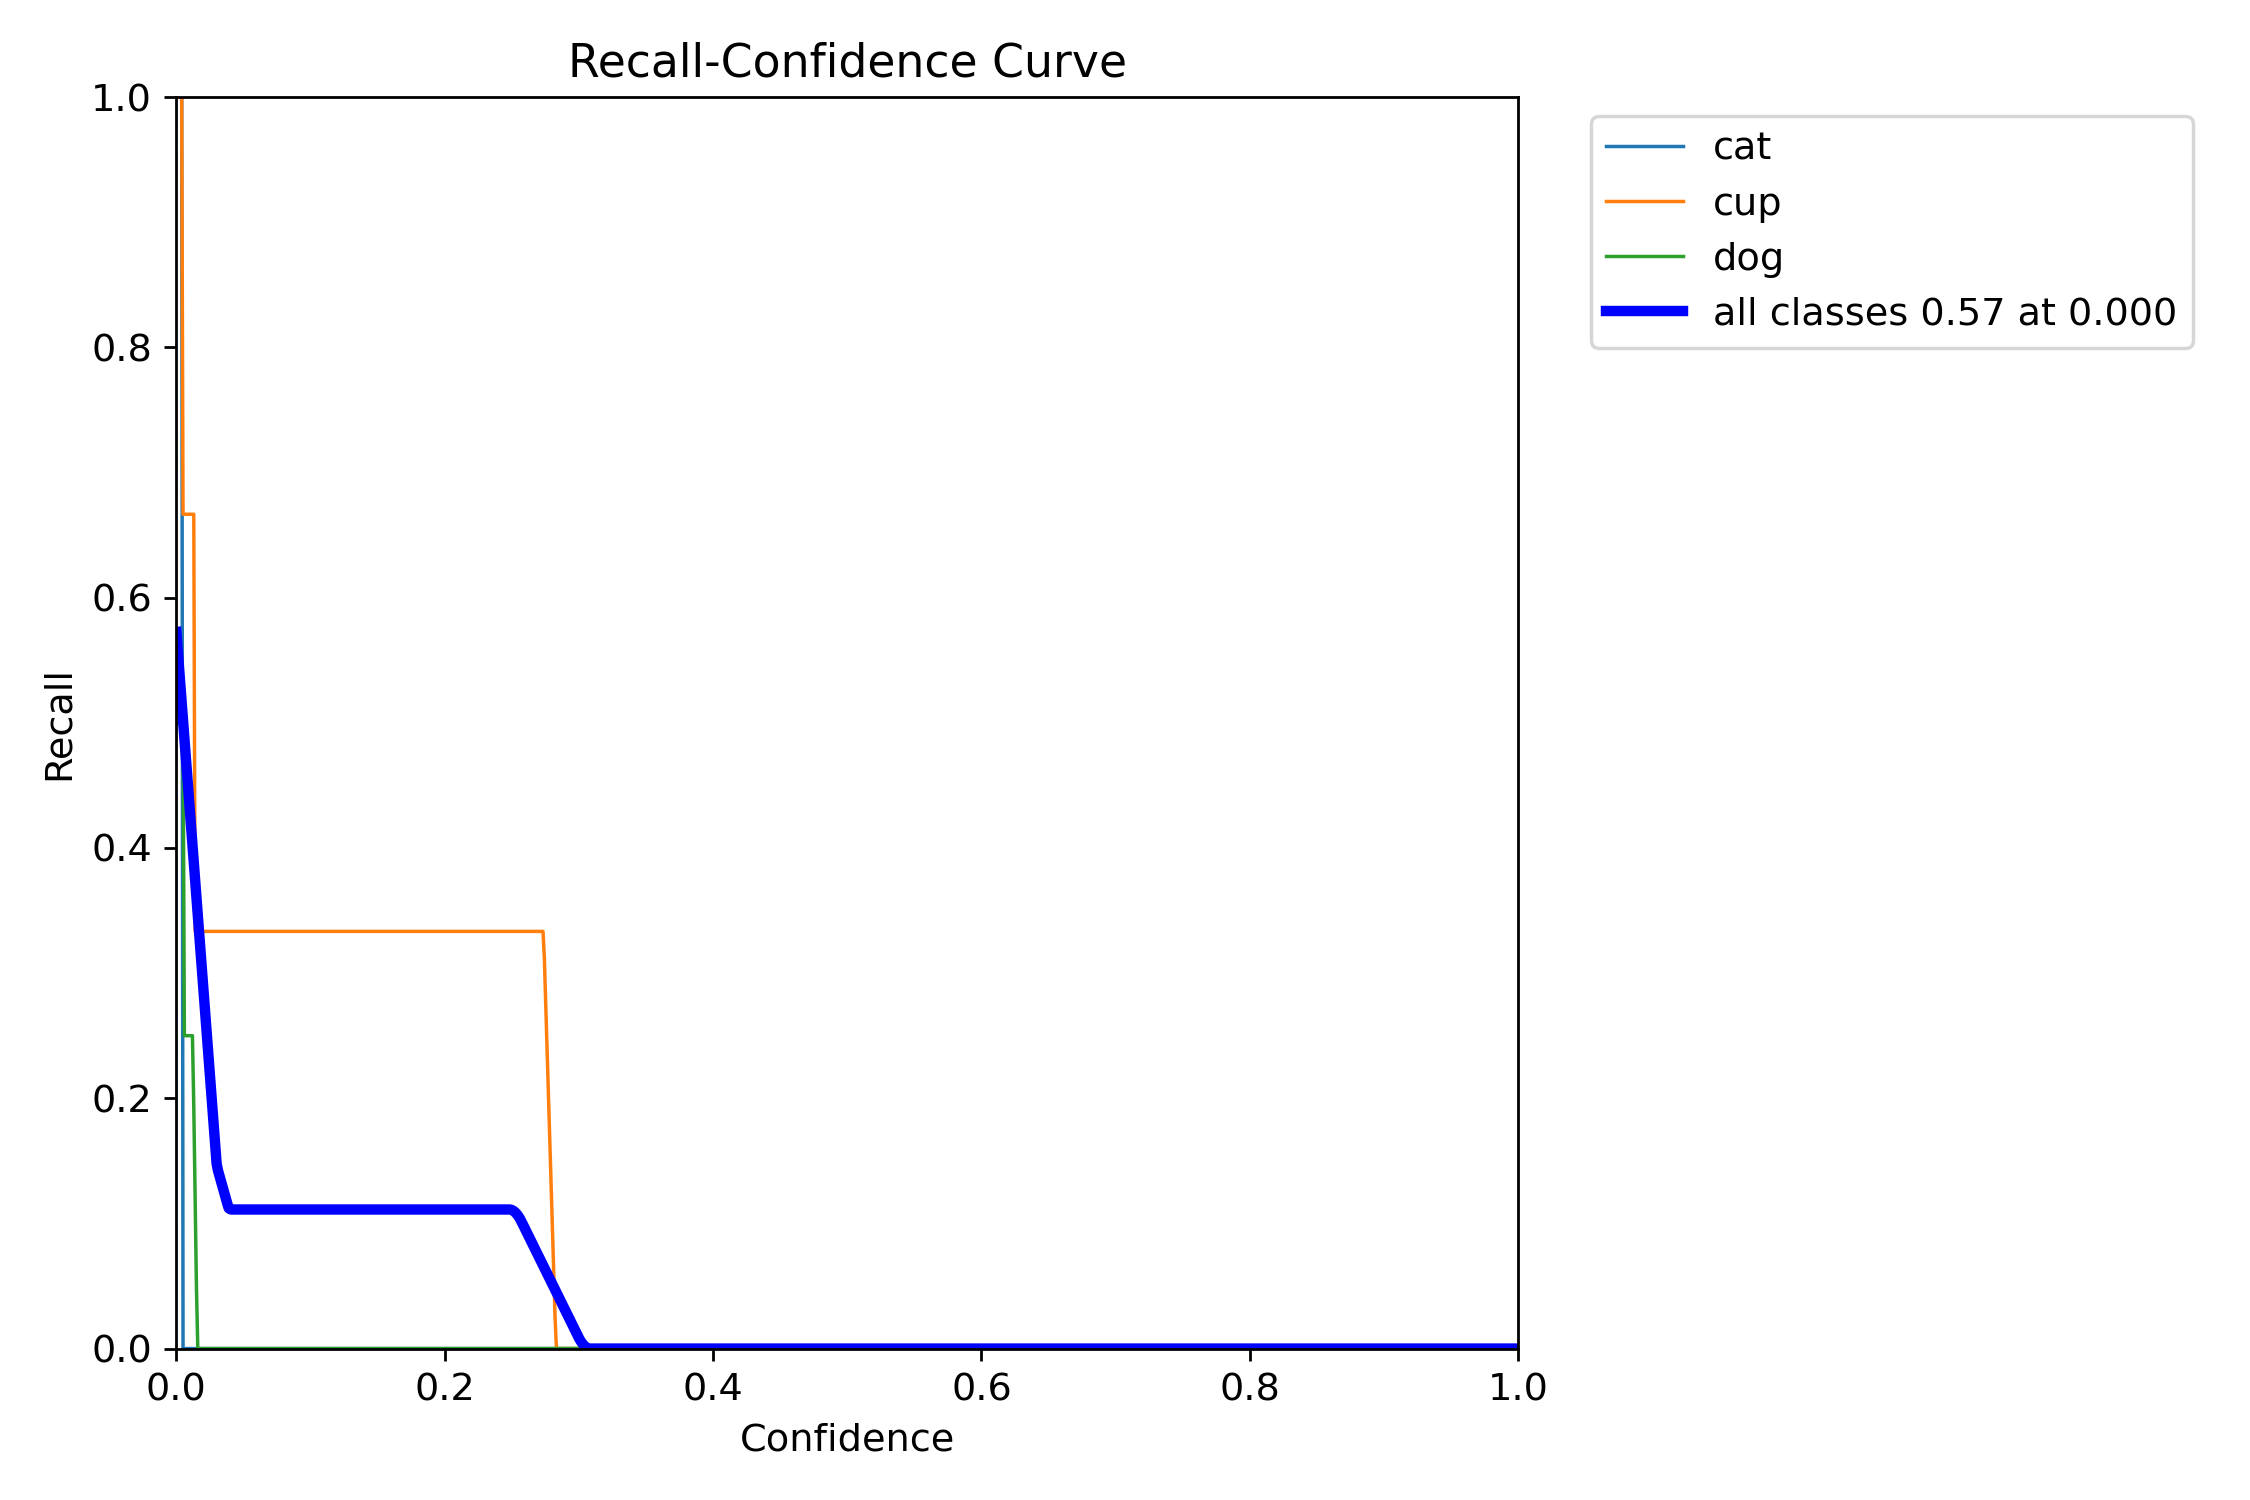 Recall-Confidence Curve
1.0
0.8
0.6
0.4
0.2
0.0
Recall
0.0 0.2 0.4 0.6 0.8 1.0
Confidence
cat
cup
dog
all classes 0.57 at 0.000